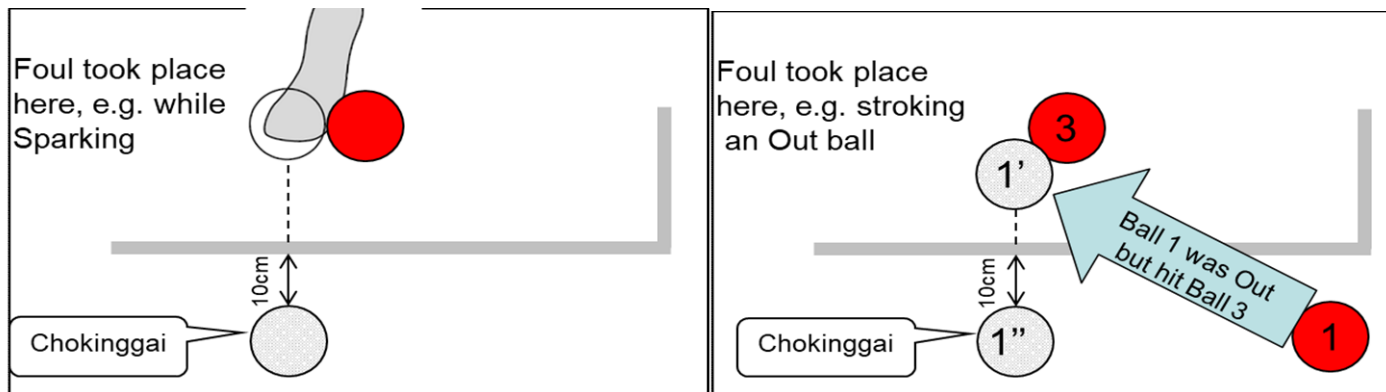 Foul took place
here, e.g. while
Sparking
10cm
Chokinggai
Foul took place
here, e.g. stroking
an Out ball
3
1’
Ball 1 was Out
but hit Ball 3
10cm
Chokinggai
1”
1